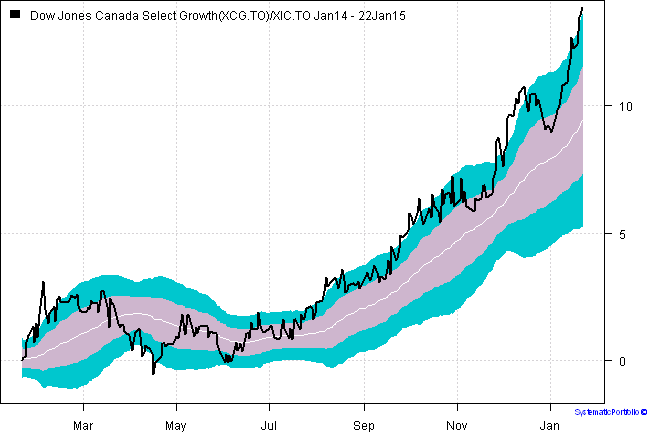 Dow Jones Canada Select Growth(XCG.TO)/XIC.TO Jan14 - 22Jan15
10
5
0
Mar May Jul Sep Nov Jan
SystematicPortfolio ©